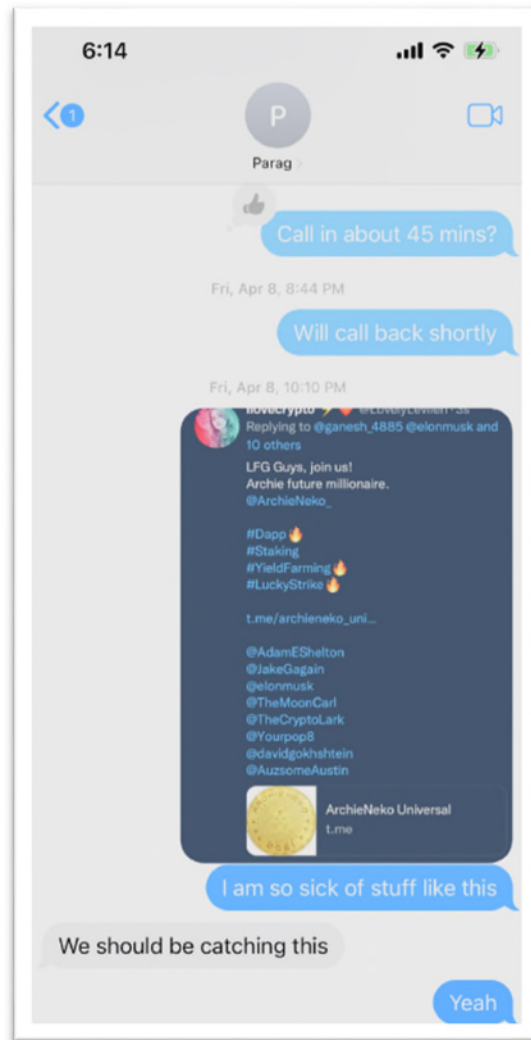 6:14
1
P
Parag
Call in about 45 mins?
Fri, Apr 8, 8:44 PM
Will call back shortly
Fri, Apr 8, 10:10 PM
ilovecrypto
Replying to @ganesh_4885 @elonmusk and
10 others
LFG Guys, join us!
Archie future millionaire.
@ArchieNeko_
#Dapp🔥
#Staking
#YieldFarming🔥
#LuckyStrike🔥
t.me/archieneko_uni...
@AdamEShelton
@JakeGagain
@elonmusk
@TheMoonCarl
@TheCryptoLark
@Yourpop8
@davidgokhshtein
@AuzsomeAustin
ArchieNeko Universal
t.me
I am so sick of stuff like this
We should be catching this
Yeah